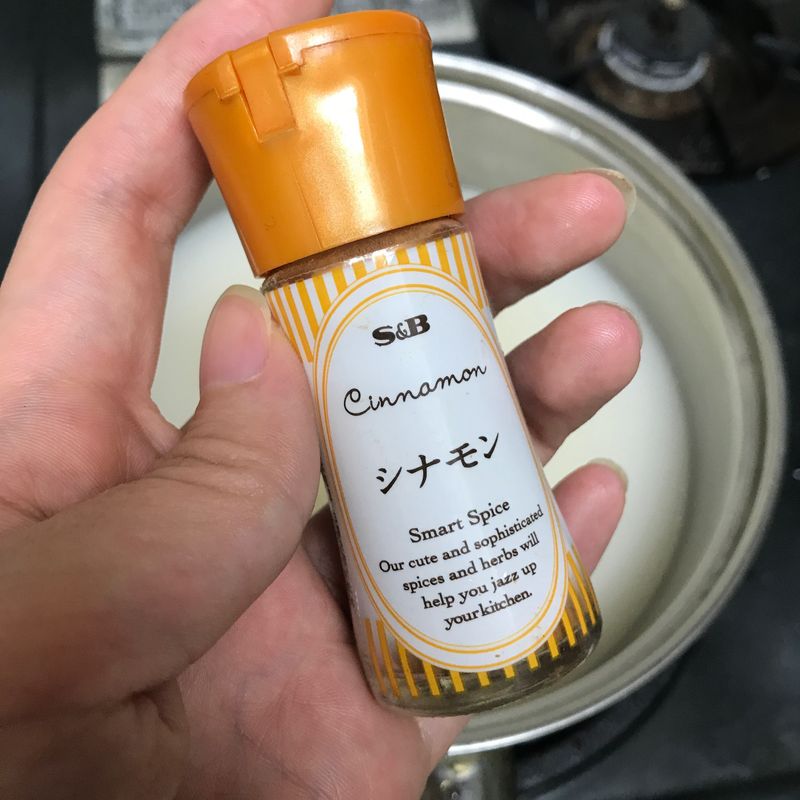 S&B
Cinnamon
シナモン
Smart Spice
Our cute and sophisticated
spices and herbs will
help you jazz up
your kitchen.